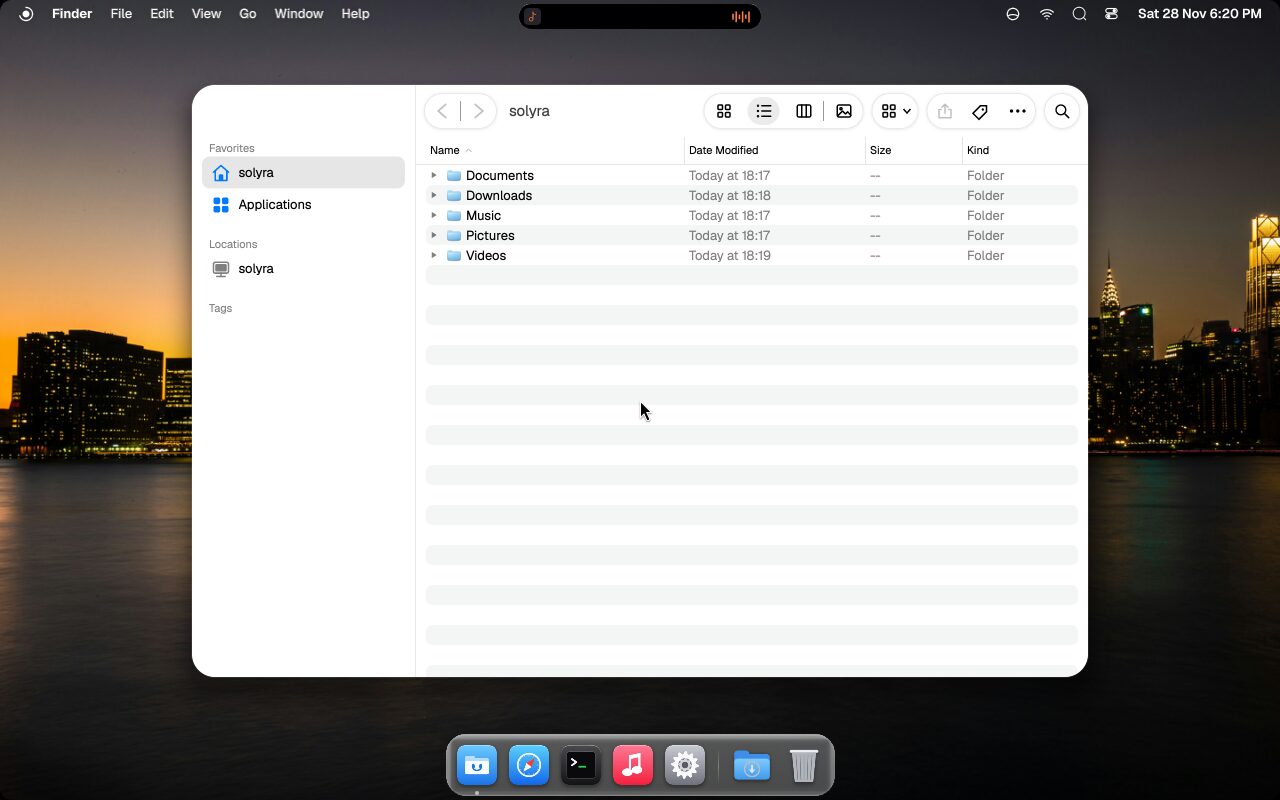 Finder File Edit View Go Window Help Sat 28 Nov 6:20 PM
solyra
Favorites
solyra
Applications
Locations
solyra
Tags
Name Date Modified Size Kind
Documents Today at 18:17 -- Folder
Downloads Today at 18:18 -- Folder
Music Today at 18:17 -- Folder
Pictures Today at 18:17 -- Folder
Videos Today at 18:19 -- Folder